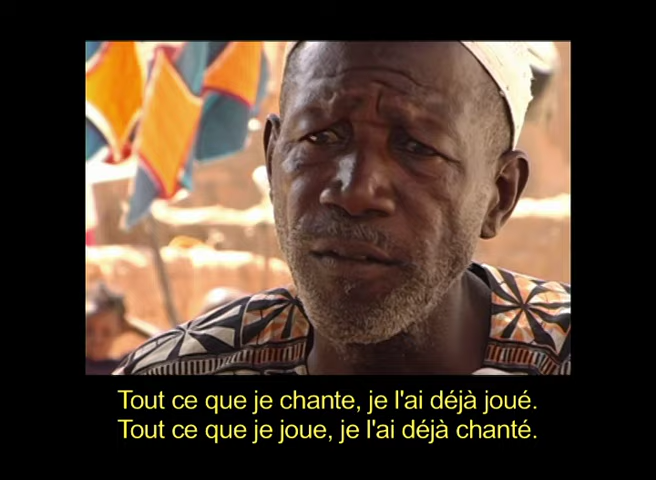 Tout ce que je chante, je l'ai déjà joué.
Tout ce que je joue, je l'ai déjà chanté.